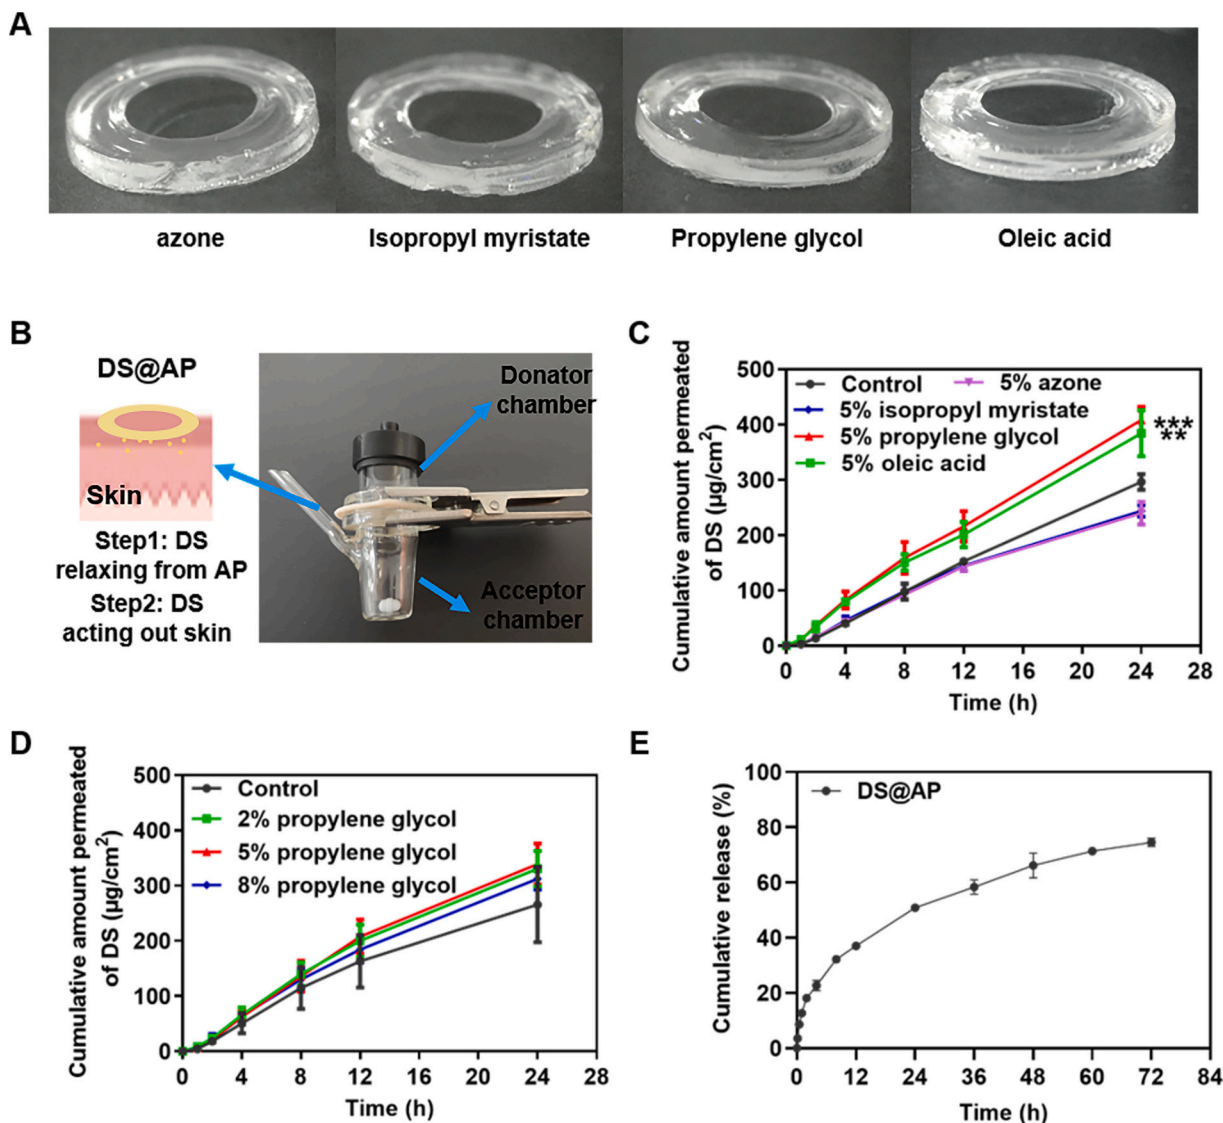 A
azone
Isopropyl myristate
Propylene glycol
Oleic acid
B
DS@AP
Skin
Step1: DS
relaxing from AP
Step2: DS
acting out skin
Donator
chamber
Acceptor
chamber
C
Cumulative amount permeated
of DS (µg/cm²)
500
400
300
200
100
0
Control
5% azone
5% isopropyl myristate
5% propylene glycol
5% oleic acid
***
**
0 4 8 12 16 20 24 28
Time (h)
D
Cumulative amount permeated
of DS (µg/cm²)
500
400
300
200
100
0
Control
2% propylene glycol
5% propylene glycol
8% propylene glycol
0 4 8 12 16 20 24 28
Time (h)
E
Cumulative release (%)
100
80
60
40
20
0
DS@AP
0 12 24 36 48 60 72 84
Time (h)